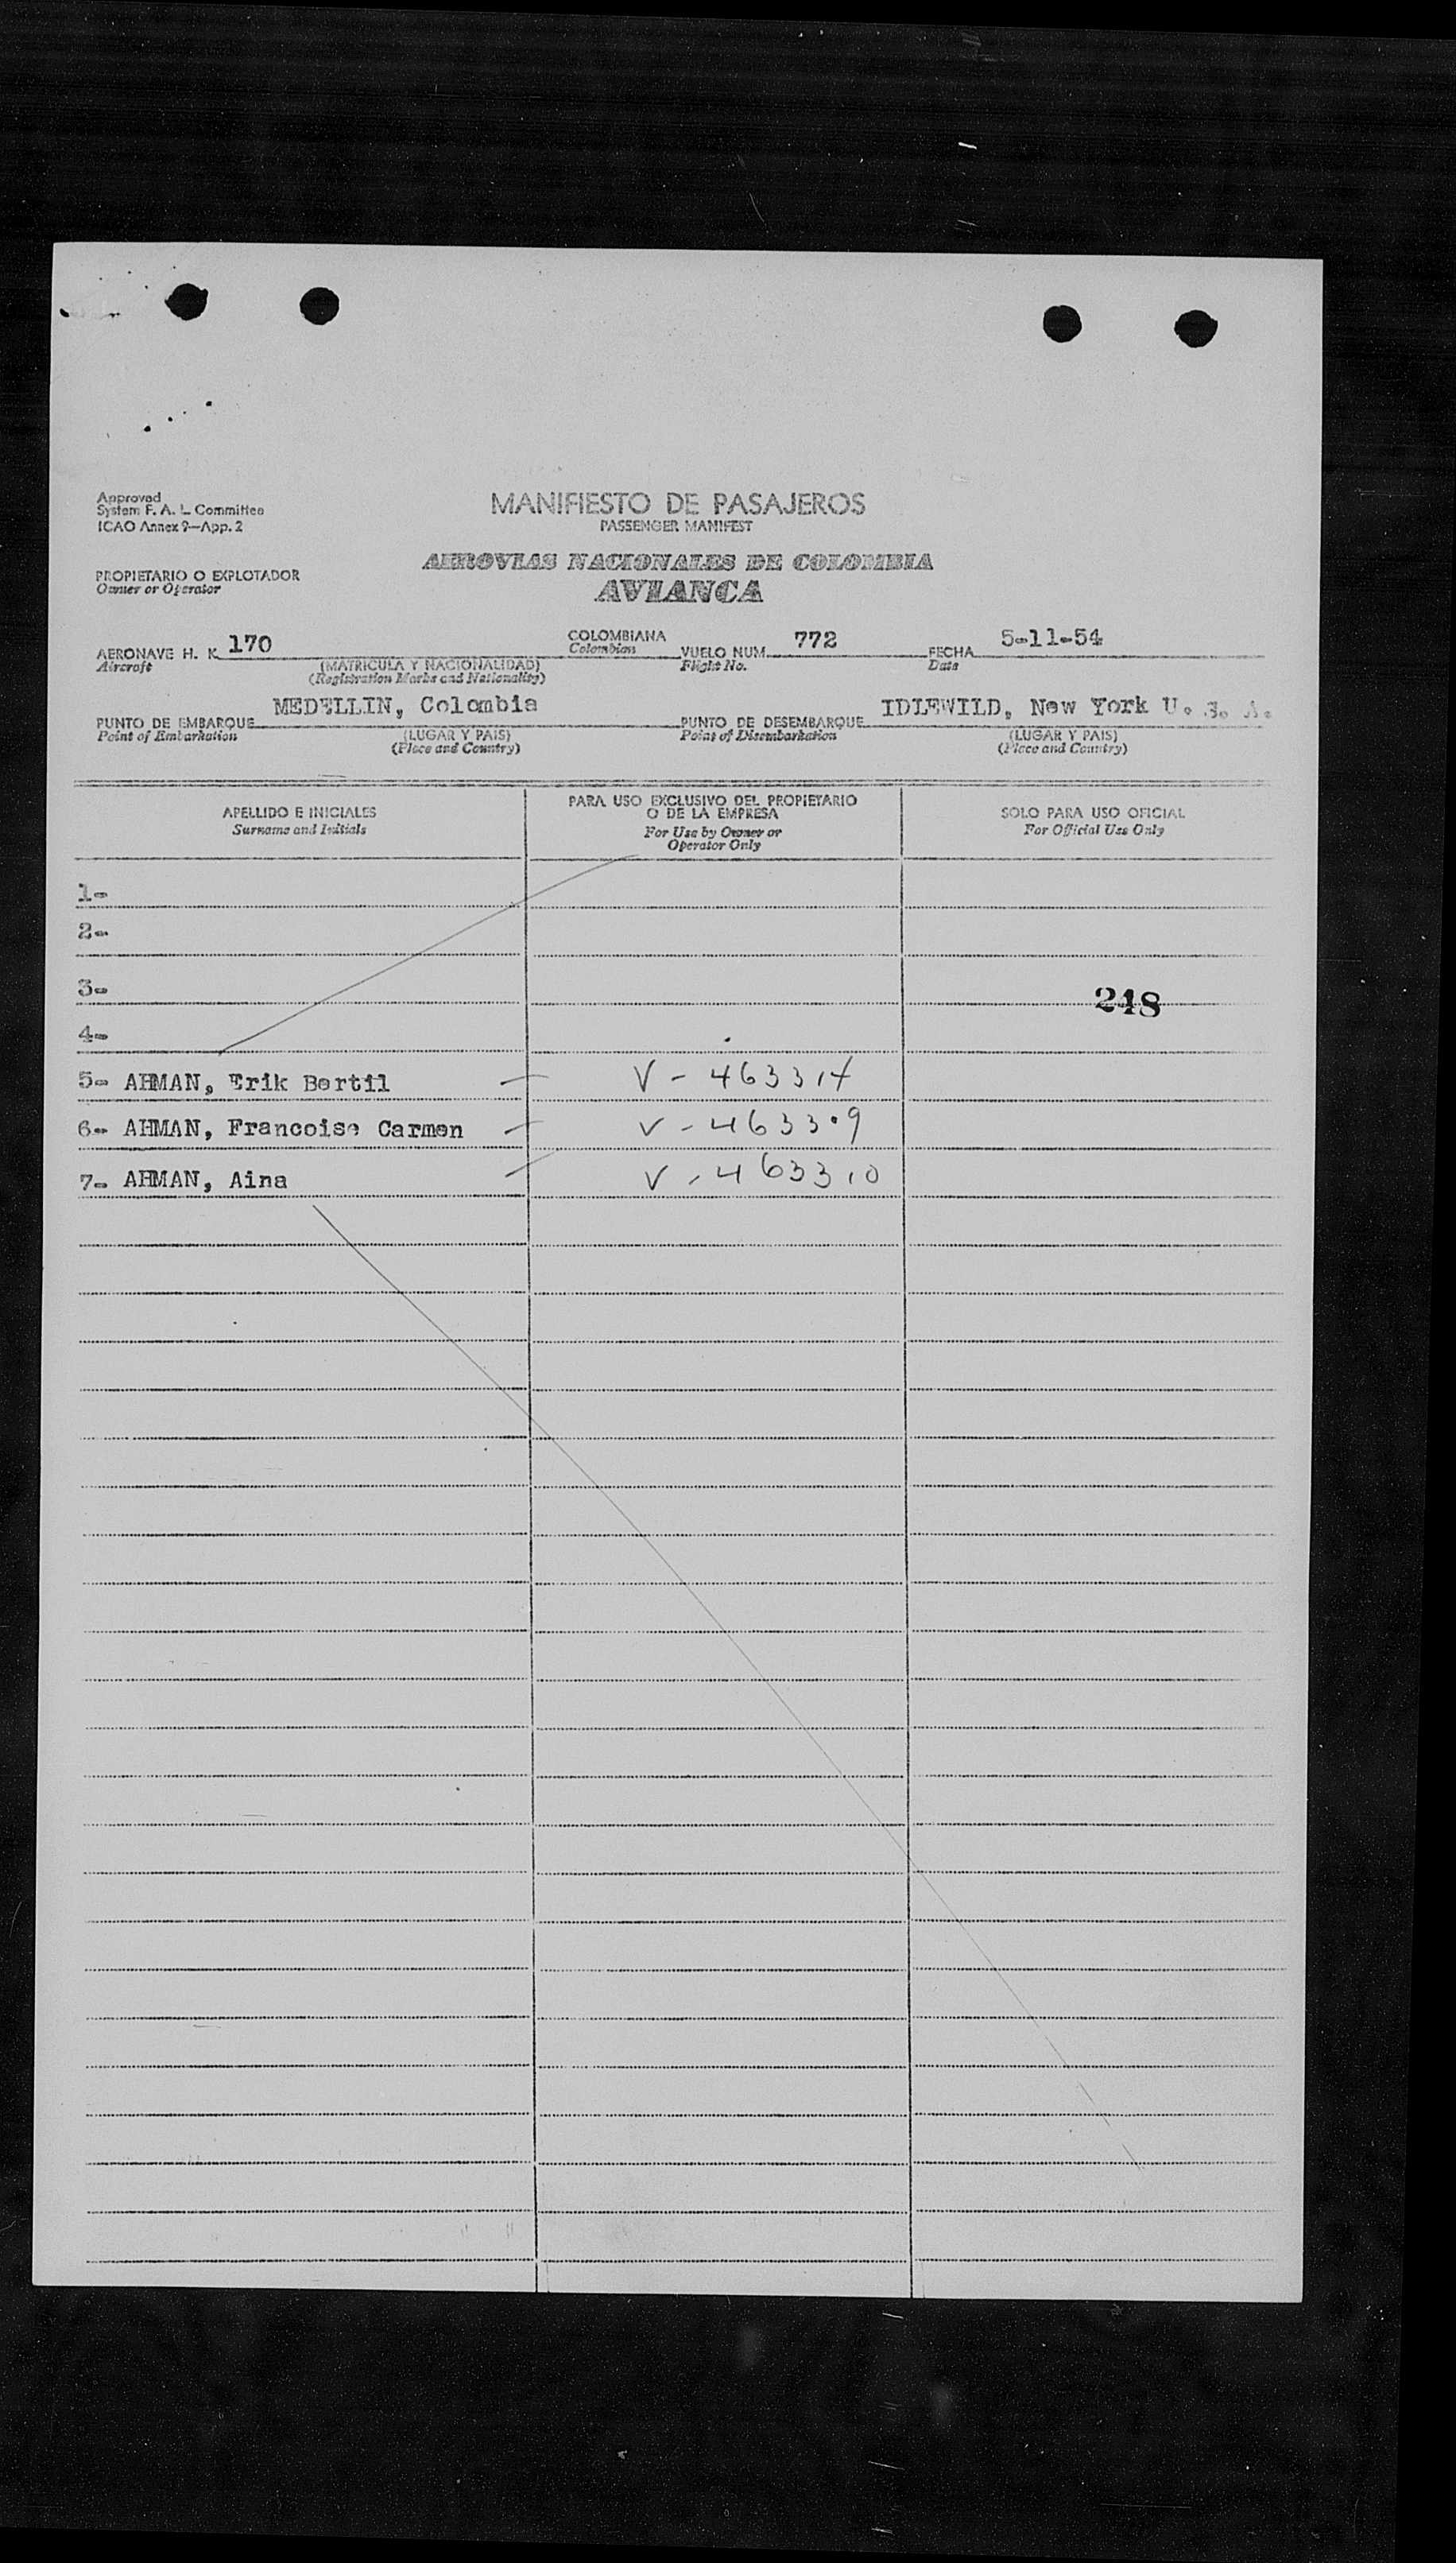 Approved
System F. A. L. Committee
ICAO Annex 9—App. 2
MANIFIESTO DE PASAJEROS
PASSENGER MANIFEST
AEROVIAS NACIONALES DE COLOMBIA
AVIANCA
PROPIETARIO O EXPLOTADOR
Owner or Operator
AERONAVE H. K. 170 COLOMBIANA VUELO NUM. 772 FECHA 5-11-54
Aircraft (MATRICULA Y NACIONALIDAD) Colombian Flight No. Date
(Registration Marks and Nationality)
PUNTO DE EMBARQUE MEDELLIN, Colombia PUNTO DE DESEMBARQUE IDLEWILD, New York U. S. A.
Point of Embarkation (LUGAR Y PAIS) Point of Disembarkation (LUGAR Y PAIS)
(Place and Country) (Place and Country)
APELLIDO E INICIALES
Surname and Initials
PARA USO EXCLUSIVO DEL PROPIETARIO
O DE LA EMPRESA
For Use by Owner or
Operator Only
SOLO PARA USO OFICIAL
For Official Use Only
1-
2-
3-
248
4-
5- AHMAN, Erik Bertil V - 463314
6- AHMAN, Francoise Carmen V - 463309
7- AHMAN, Aina V - 463310